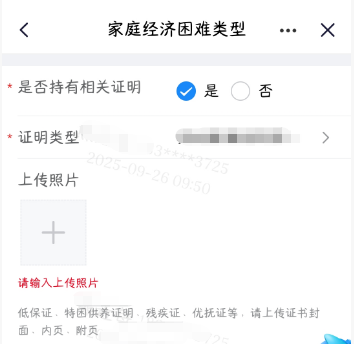 家庭经济困难类型
* 是否持有相关证明 是 否
* 证明类型
3****3725
2025-09-26 09:50
上传照片
请输入上传照片
低保证、特困供养证明、残疾证、优抚证等，请上传证书封
面、内页、附页